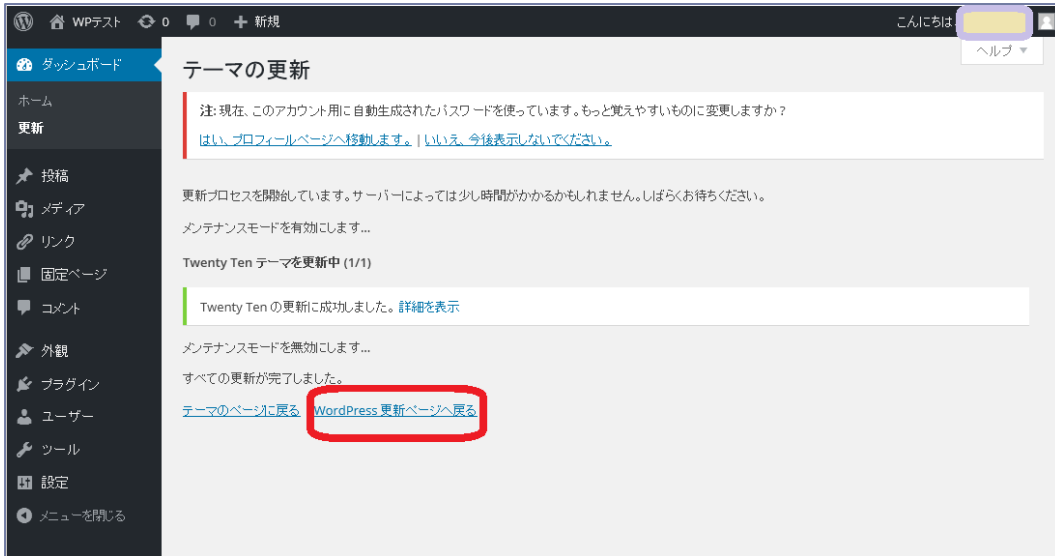 WPテスト 0 0 新規 こんにちは
ヘルプ
ダッシュボード
ホーム
更新
投稿
メディア
リンク
固定ページ
コメント
外観
プラグイン
ユーザー
ツール
設定
メニューを閉じる
テーマの更新
注: 現在、このアカウント用に自動生成されたパスワードを使っています。もっと覚えやすいものに変更しますか ?
はい、プロフィールページへ移動します。 | いいえ、今後表示しないでください。
更新プロセスを開始しています。サーバーによっては少し時間がかかるかもしれません。しばらくお待ちください。
メンテナンスモードを有効にします...
Twenty Ten テーマを更新中 (1/1)
Twenty Ten の更新に成功しました。 詳細を表示
メンテナンスモードを無効にします...
すべての更新が完了しました。
テーマのページに戻る WordPress 更新ページへ戻る